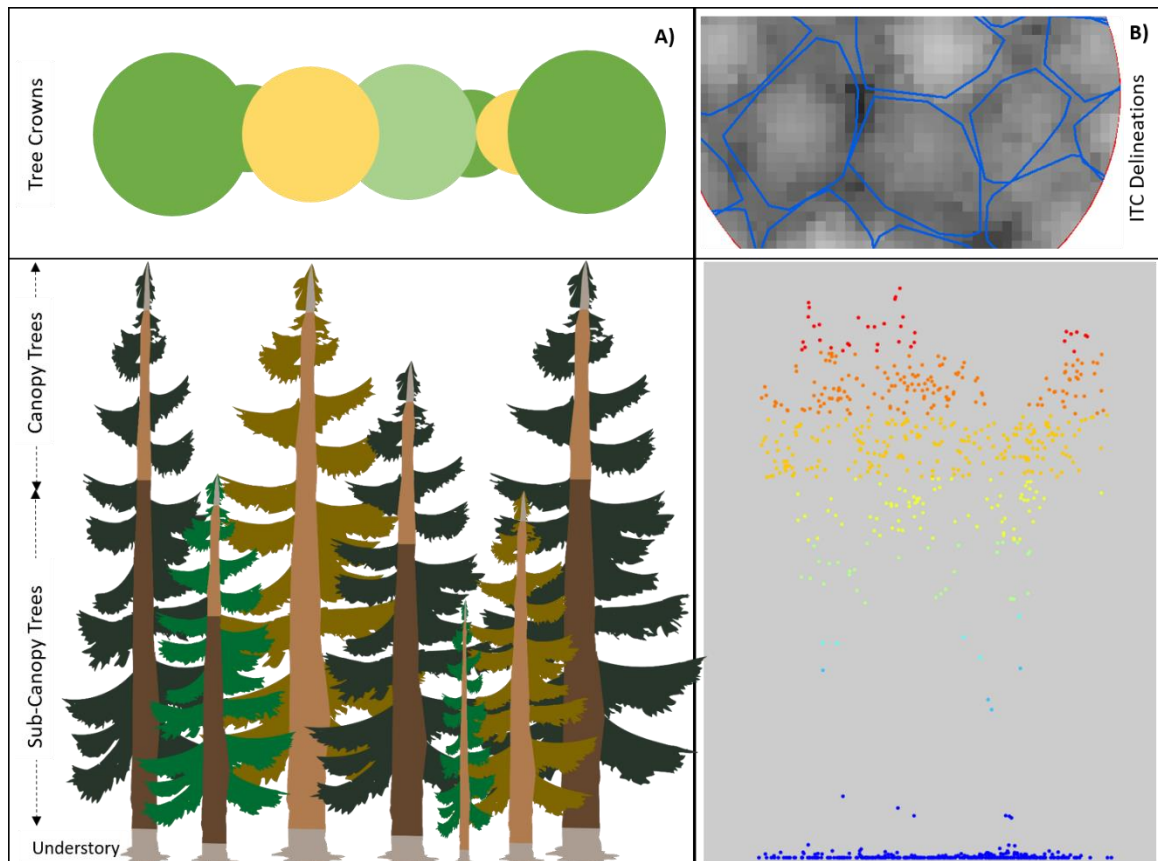 A)
Tree Crowns
B)
ITC Delineations
Canopy Trees
Sub-Canopy Trees
Understory